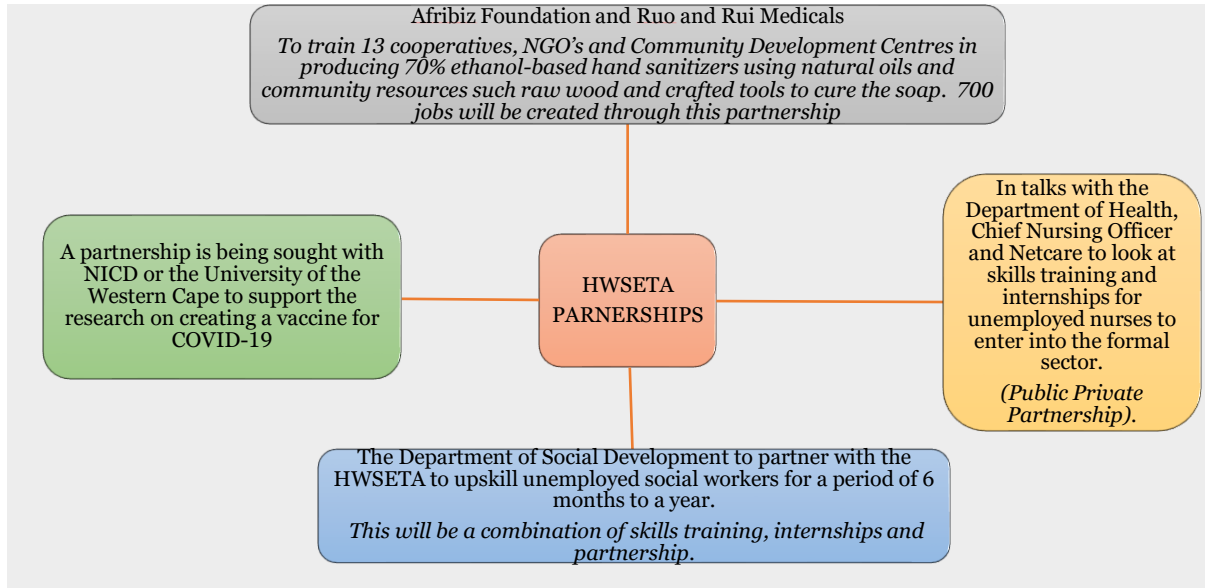 Afribiz Foundation and Ruo and Rui Medicals
To train 13 cooperatives, NGO's and Community Development Centres in
producing 70% ethanol-based hand sanitizers using natural oils and
community resources such raw wood and crafted tools to cure the soap. 700
jobs will be created through this partnership
A partnership is being sought with
NICD or the University of the
Western Cape to support the
research on creating a vaccine for
COVID-19
HWSETA
PARNERSHIPS
In talks with the
Department of Health,
Chief Nursing Officer
and Netcare to look at
skills training and
internships for
unemployed nurses to
enter into the formal
sector.
(Public Private
Partnership).
The Department of Social Development to partner with the
HWSETA to upskill unemployed social workers for a period of 6
months to a year.
This will be a combination of skills training, internships and
partnership.